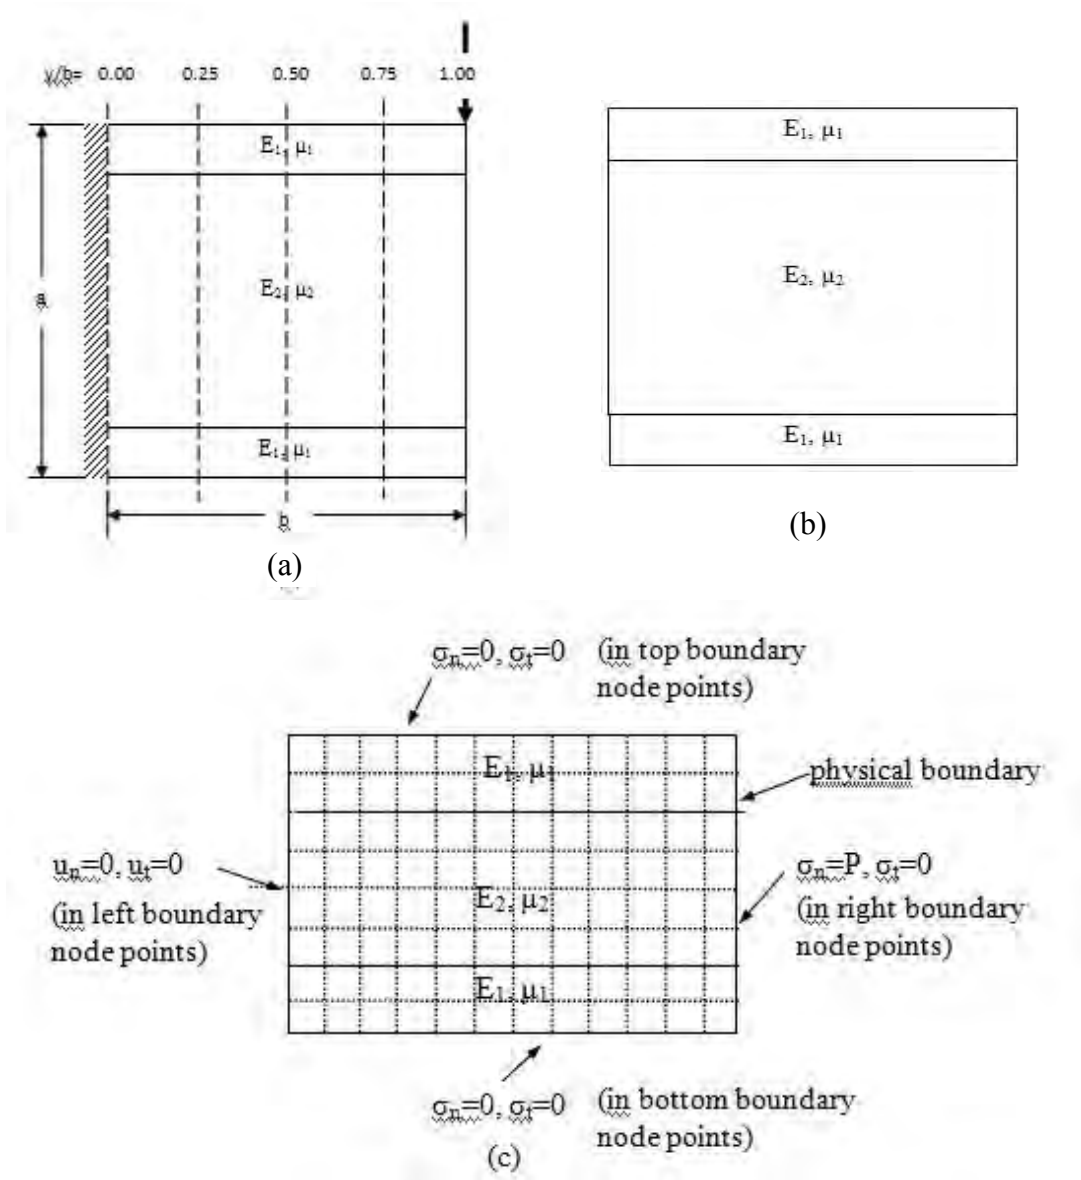 y/b= 0.00 0.25 0.50 0.75 1.00
E₁, μ₁
a
E₂, μ₂
E₁, μ₁
b
(a)
E₁, μ₁
E₂, μ₂
E₁, μ₁
(b)
σₙ=0, σₜ=0 (in top boundary
node points)
E₁, μ₁
physical boundary
uₙ=0, uₜ=0
(in left boundary
node points)
E₂, μ₂
σₙ=P, σₜ=0
(in right boundary
node points)
E₁, μ₁
σₙ=0, σₜ=0 (in bottom boundary
node points)
(c)